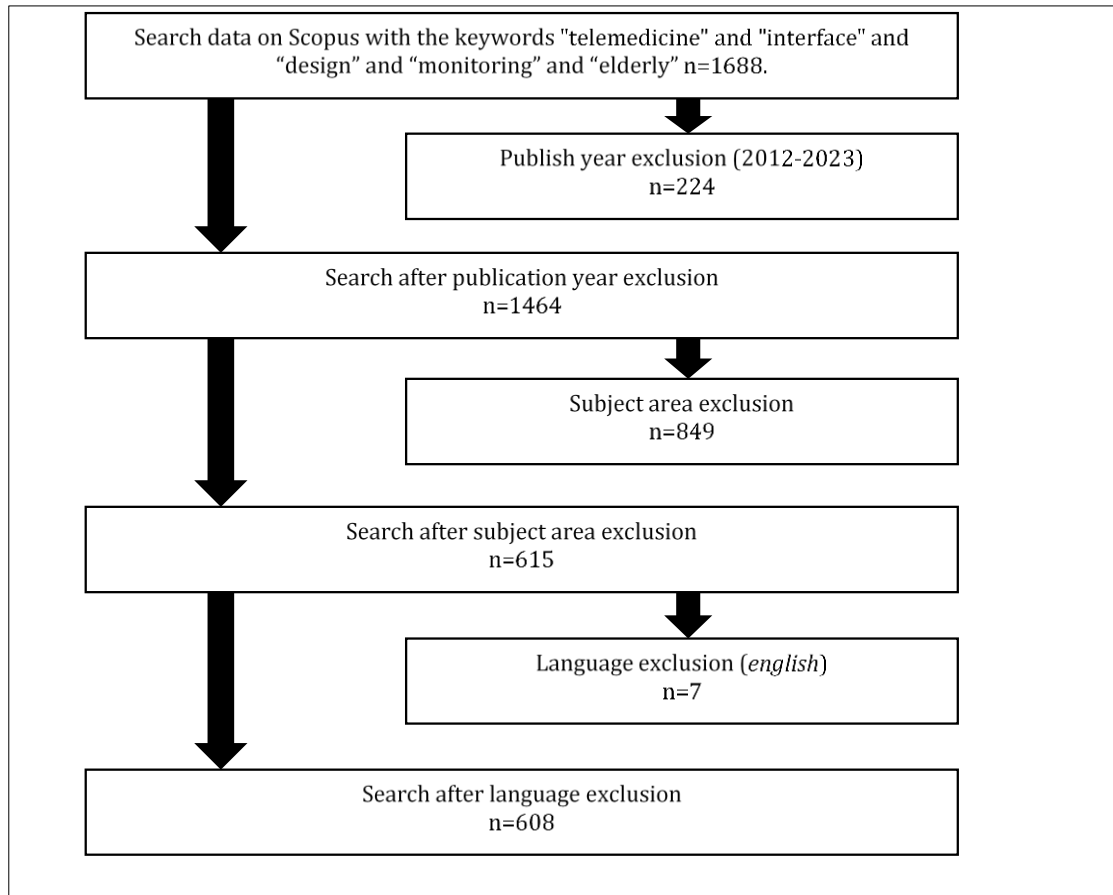 Search data on Scopus with the keywords "telemedicine" and "interface" and
“design” and “monitoring” and “elderly” n=1688.
Publish year exclusion (2012-2023)
n=224
Search after publication year exclusion
n=1464
Subject area exclusion
n=849
Search after subject area exclusion
n=615
Language exclusion (english)
n=7
Search after language exclusion
n=608